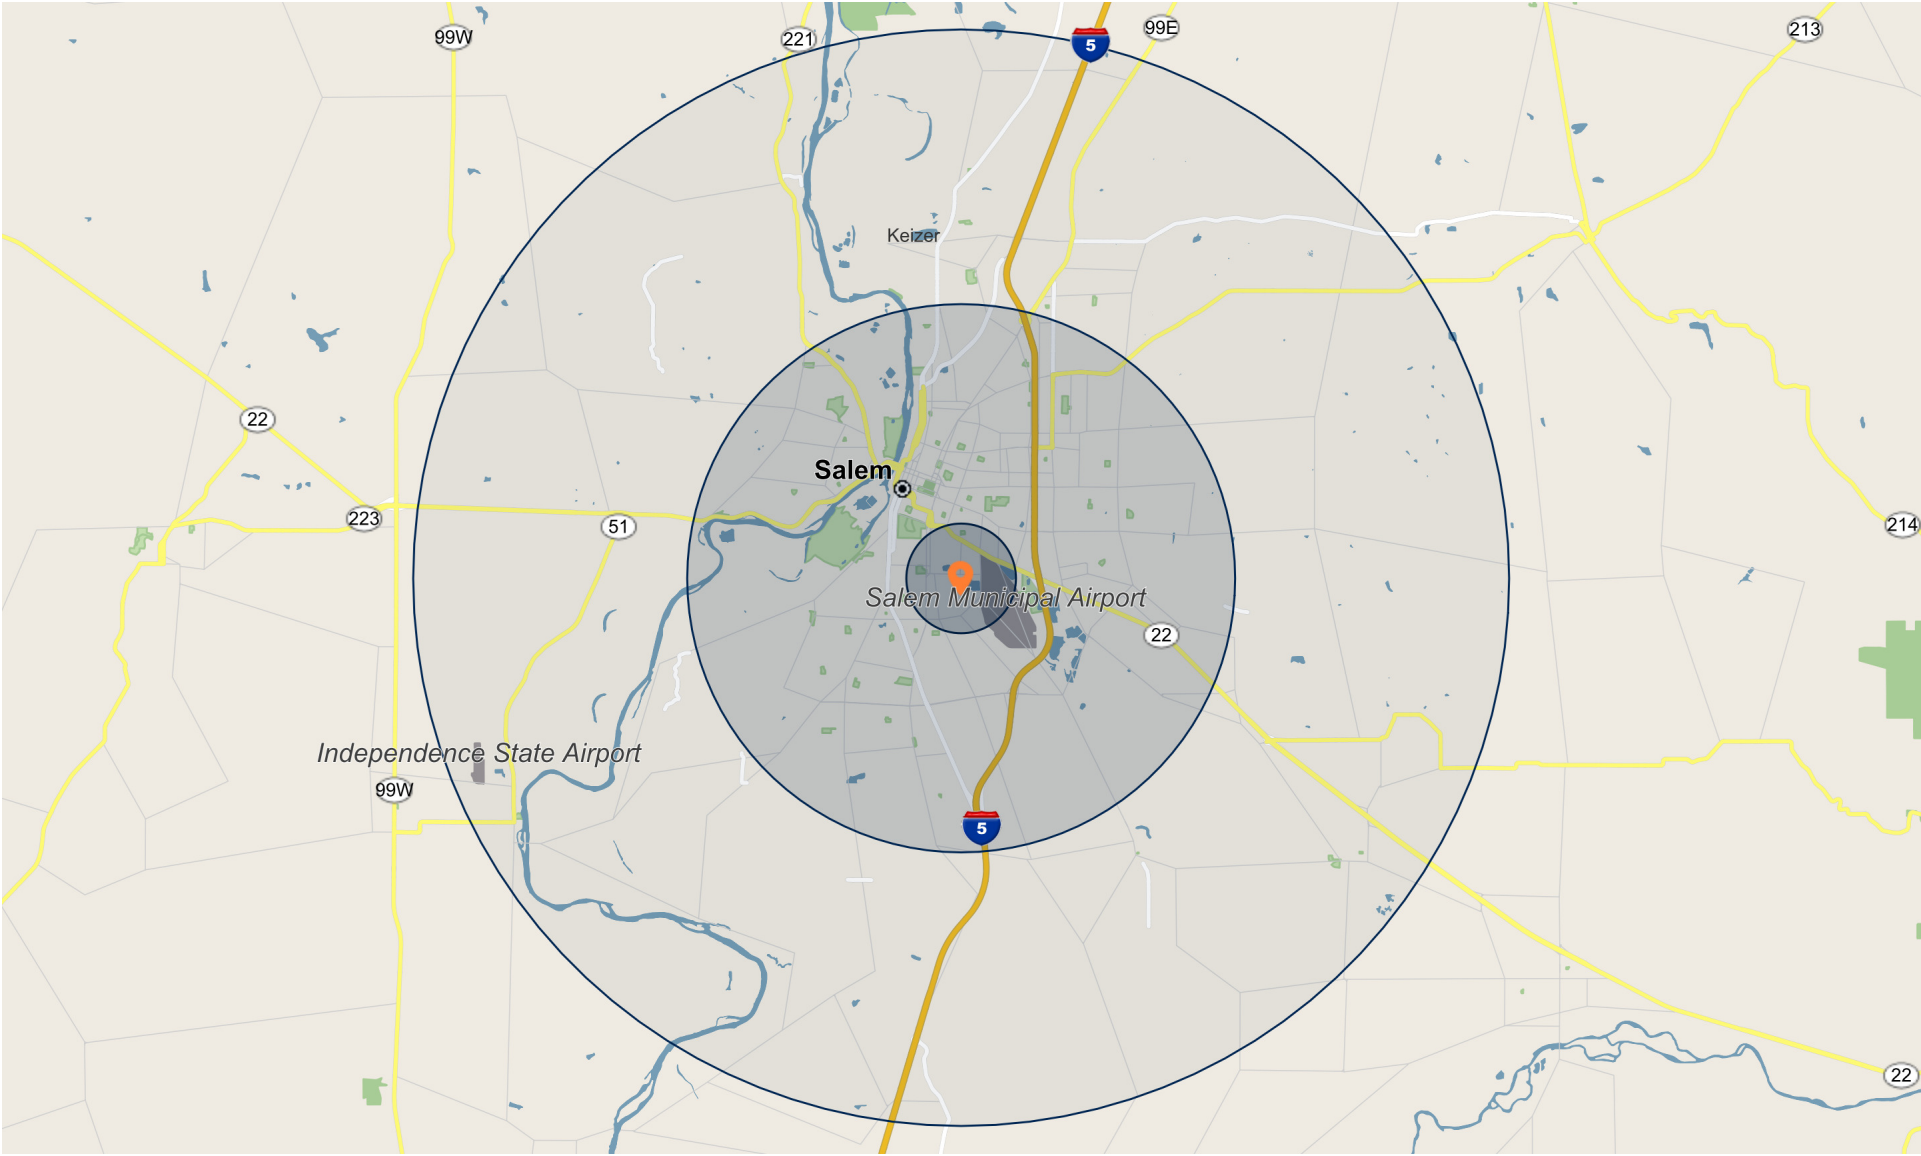 99W
221
5
99E
213
Keizer
22
Salem
223
51
214
Salem Municipal Airport
22
Independence State Airport
99W
5
22